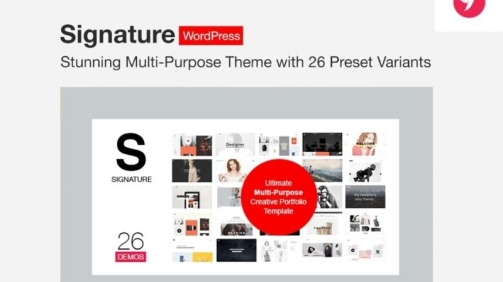 Signature WordPress
Stunning Multi-Purpose Theme with 26 Preset Variants
S
SIGNATURE
26
DEMOS
Ultimate
Multi-Purpose
Creative Portfolio
Template
Designer